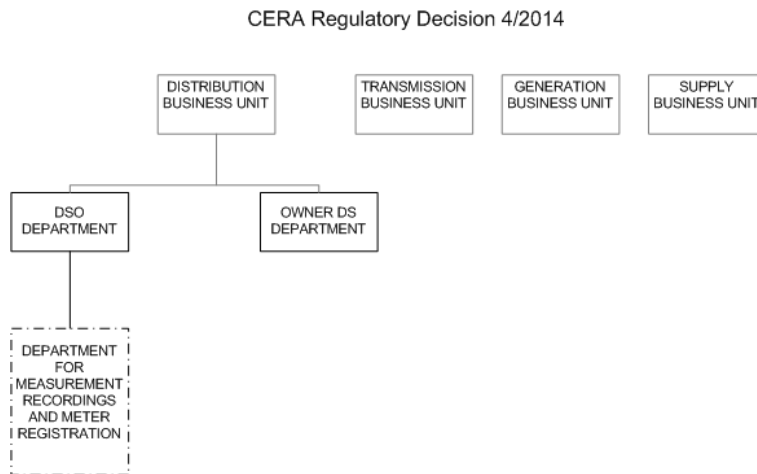 CERA Regulatory Decision 4/2014
DISTRIBUTION
BUSINESS UNIT
TRANSMISSION
BUSINESS UNIT
GENERATION
BUSINESS UNIT
SUPPLY
BUSINESS UNIT
DSO
DEPARTMENT
OWNER DS
DEPARTMENT
DEPARTMENT
FOR
MEASUREMENT
RECORDINGS
AND METER
REGISTRATION